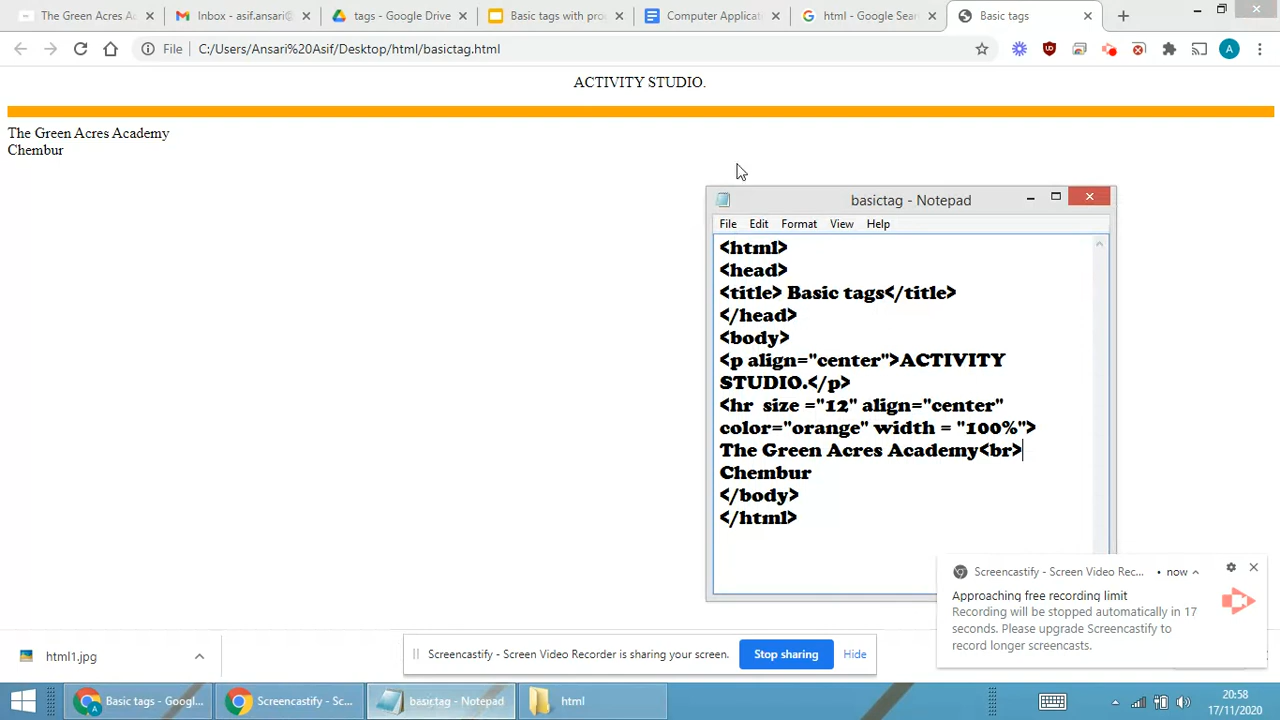 The Green Acres Ac
Inbox - asif.ansari@
tags - Google Drive
Basic tags with pro
Computer Applica
html - Google Sear
Basic tags
File
C:/Users/Ansari%20Asif/Desktop/html/basictag.html
A
ACTIVITY STUDIO.
The Green Acres Academy
Chembur
basictag - Notepad
File Edit Format View Help
<html>
<head>
<title> Basic tags</title>
</head>
<body>
<p align="center">ACTIVITY
STUDIO.</p>
<hr  size ="12" align="center"
color="orange" width = "100%">
The Green Acres Academy<br>
Chembur
</body>
</html>
Screencastify - Screen Video Rec... • now
Approaching free recording limit
Recording will be stopped automatically in 17
seconds. Please upgrade Screencastify to
record longer screencasts.
html1.jpg
Screencastify - Screen Video Recorder is sharing your screen.
Stop sharing
Hide
Basic tags - Googl...
Screencastify - Sc...
basictag - Notepad
html
20:58
17/11/2020